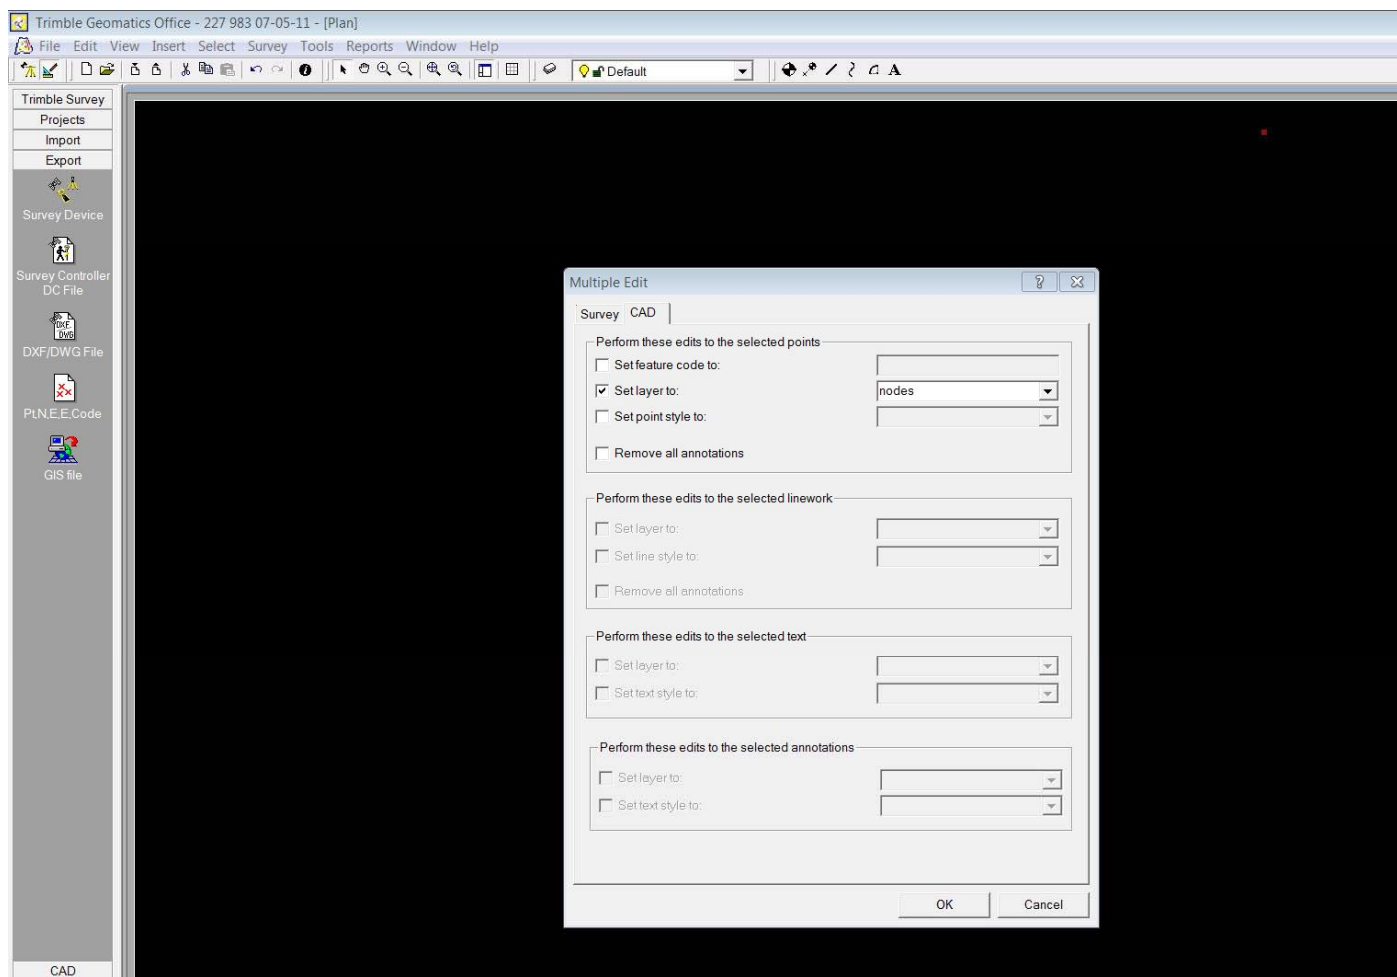 Trimble Geomatics Office - 227 983 07-05-11 - [Plan]
File Edit View Insert Select Survey Tools Reports Window Help
Default
A
Trimble Survey
Projects
Import
Export
Survey Device
Survey Controller
DC File
DXF
DWG
DXF/DWG File
Pt,N,E,E,Code
GIS file
CAD
Multiple Edit
Survey CAD
Perform these edits to the selected points
Set feature code to:
Set layer to: nodes
Set point style to:
Remove all annotations
Perform these edits to the selected linework
Set layer to:
Set line style to:
Remove all annotations
Perform these edits to the selected text
Set layer to:
Set text style to:
Perform these edits to the selected annotations
Set layer to:
Set text style to:
OK Cancel